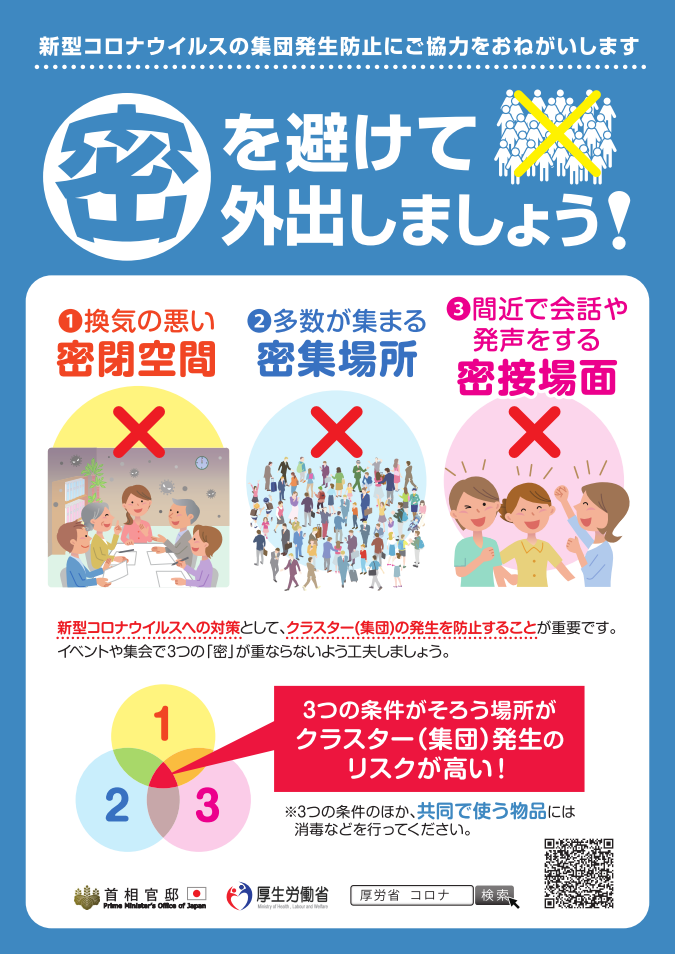 新型コロナウイルスの集団発生防止にご協力をおねがいします
密を避けて
外出しましょう!
❶換気の悪い
密閉空間
❷多数が集まる
密集場所
❸間近で会話や
発声をする
密接場面
新型コロナウイルスへの対策として、クラスター(集団)の発生を防止することが重要です。
イベントや集会で3つの「密」が重ならないよう工夫しましょう。
1
2
3
3つの条件がそろう場所が
クラスター(集団)発生の
リスクが高い!
※3つの条件のほか、共同で使う物品には
消毒などを行ってください。
首相官邸
Prime Minister's Office of Japan
厚生労働省
Ministry of Health, Labour and Welfare
厚労省 コロナ
検索